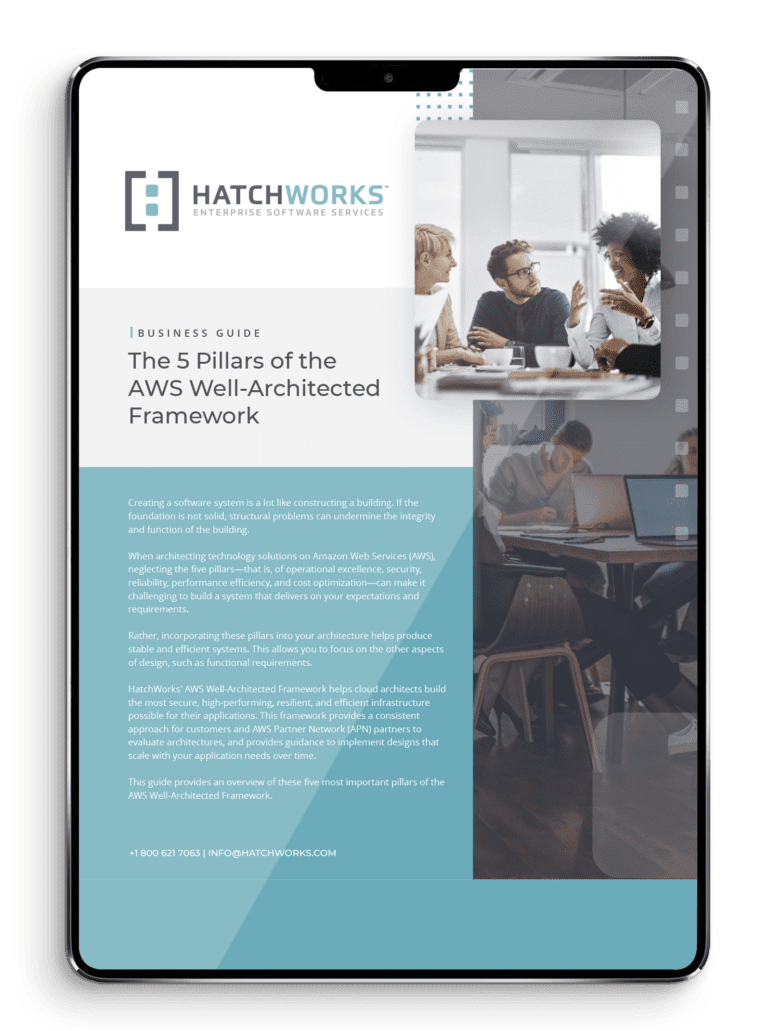 HATCHWORKS™
ENTERPRISE SOFTWARE SERVICES
BUSINESS GUIDE
The 5 Pillars of the
AWS Well-Architected
Framework
Creating a software system is a lot like constructing a building. If the
foundation is not solid, structural problems can undermine the integrity
and function of the building.
When architecting technology solutions on Amazon Web Services (AWS),
neglecting the five pillars—that is, of operational excellence, security,
reliability, performance efficiency, and cost optimization—can make it
challenging to build a system that delivers on your expectations and
requirements.
Rather, incorporating these pillars into your architecture helps produce
stable and efficient systems. This allows you to focus on the other aspects
of design, such as functional requirements.
HatchWorks' AWS Well-Architected Framework helps cloud architects build
the most secure, high-performing, resilient, and efficient infrastructure
possible for their applications. This framework provides a consistent
approach for customers and AWS Partner Network (APN) partners to
evaluate architectures, and provides guidance to implement designs that
scale with your application needs over time.
This guide provides an overview of these five most important pillars of the
AWS Well-Architected Framework.
+1 800 621 7063 | INFO@HATCHWORKS.COM